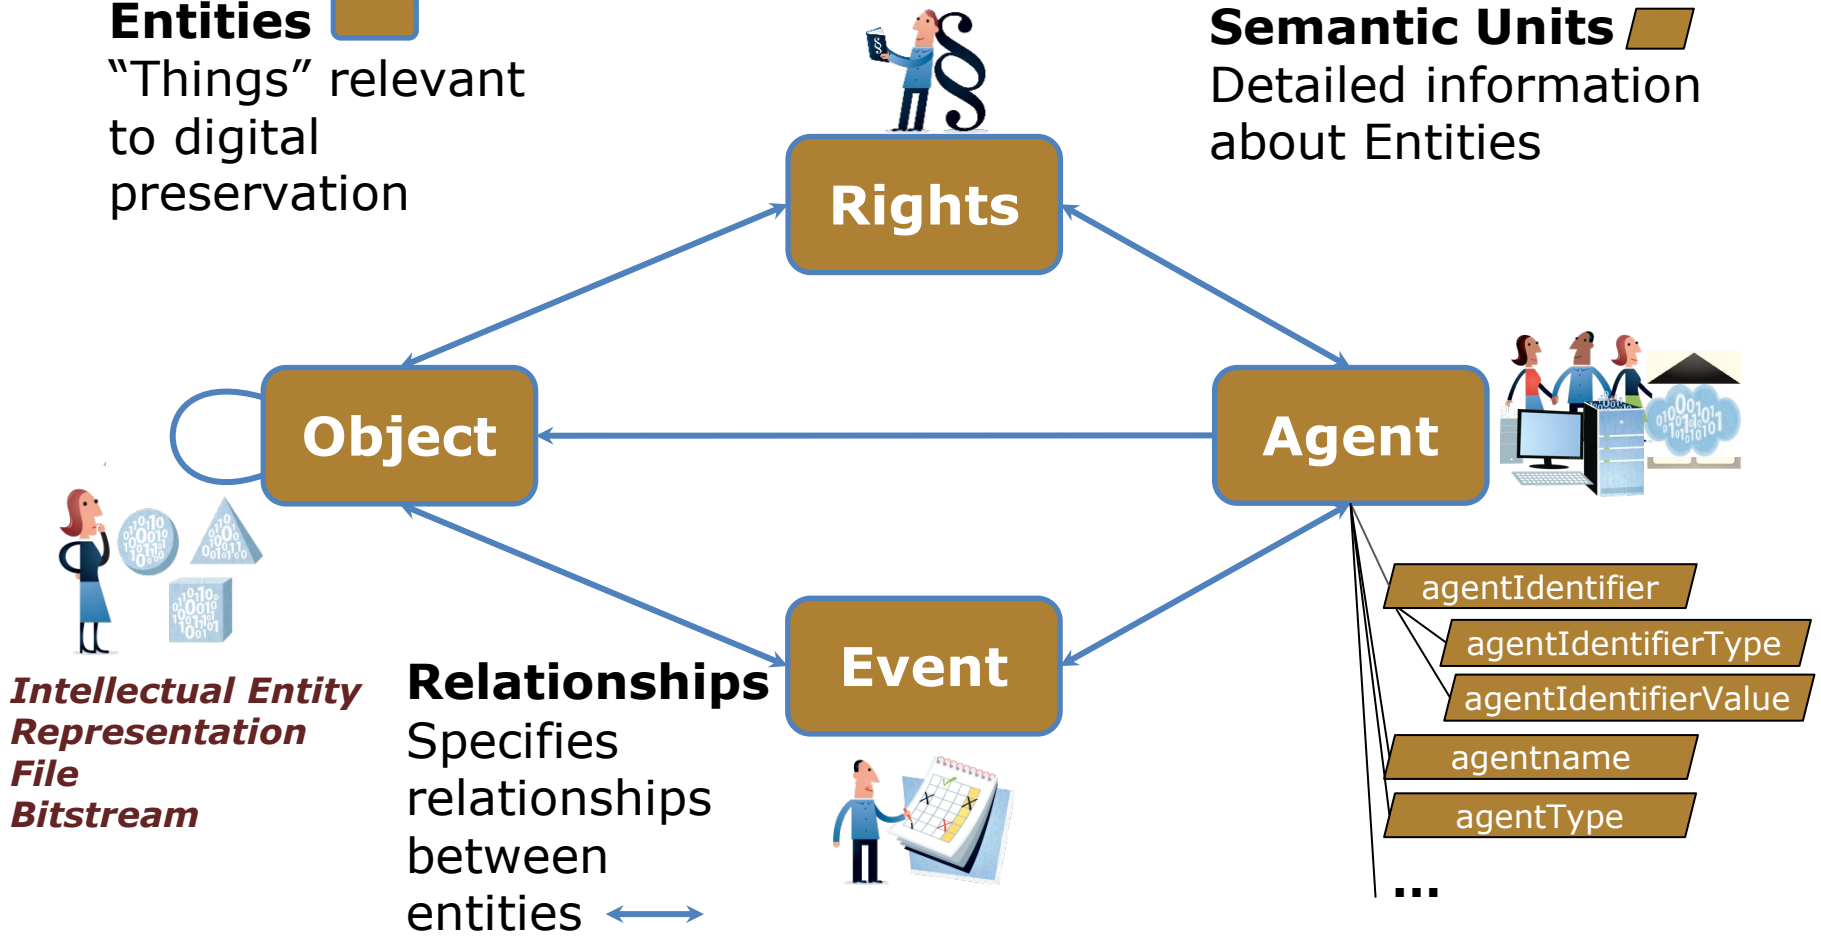 Entities
“Things” relevant
to digital
preservation
Semantic Units
Detailed information
about Entities
§
§
Rights
Object
Agent
Event
Intellectual Entity
Representation
File
Bitstream
Relationships
Specifies
relationships
between
entities
agentIdentifier
agentIdentifierType
agentIdentifierValue
agentname
agentType
...